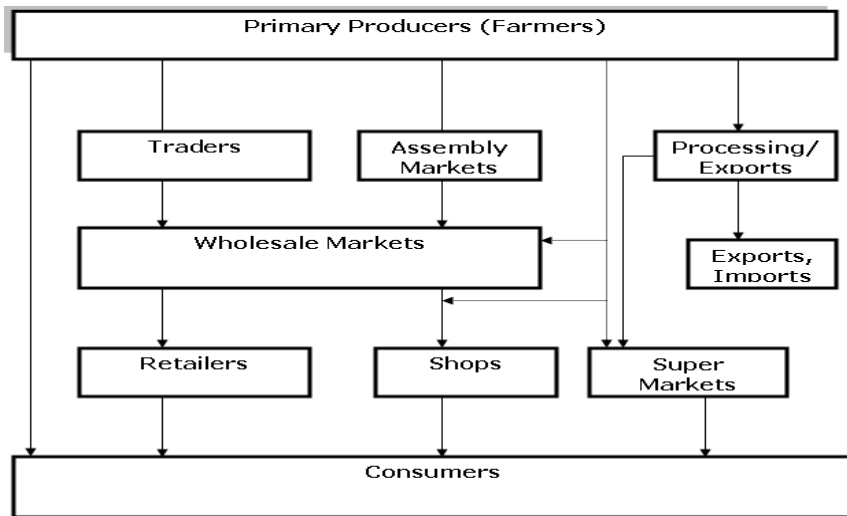 Primary Producers (Farmers)
Traders
Assembly
Markets
Processing/
Exports
Wholesale Markets
Exports,
Imports
Retailers
Shops
Super
Markets
Consumers